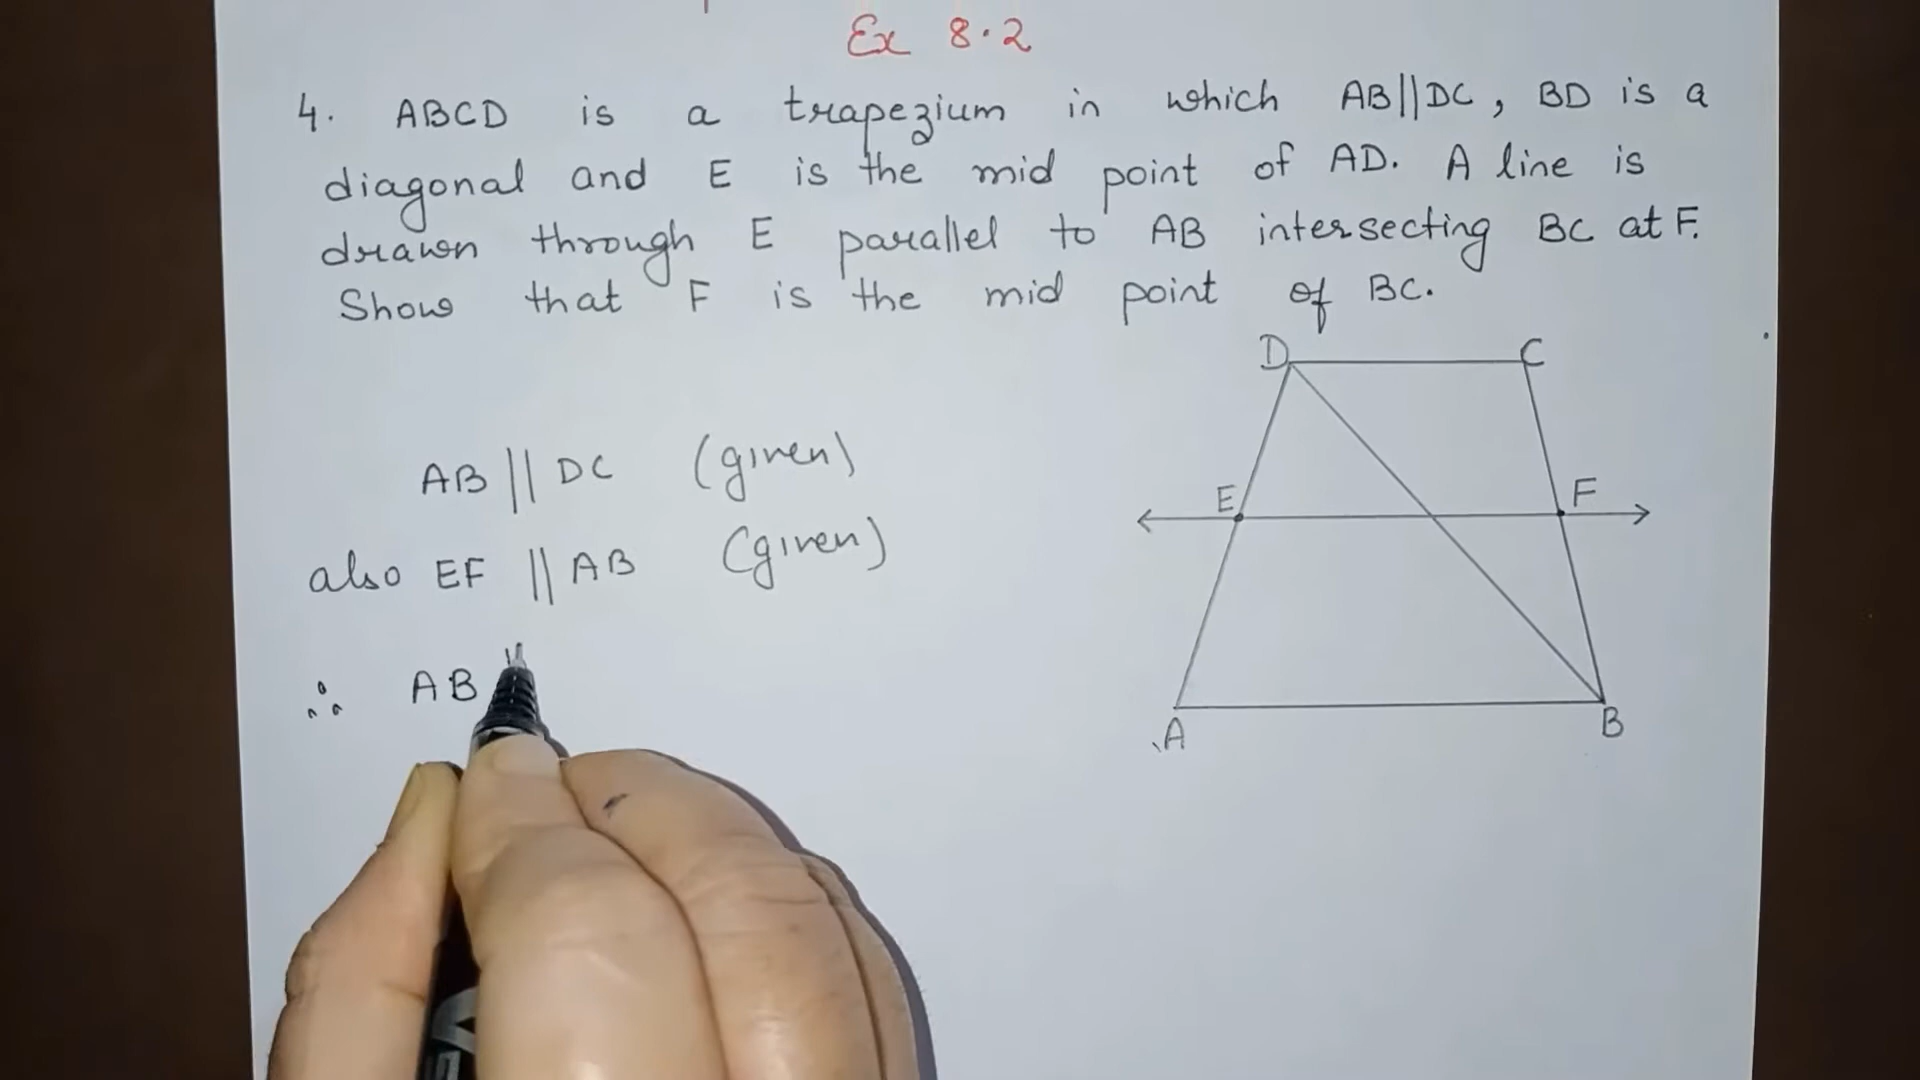 Ex 8.2
4. ABCD is a trapezium in which AB||DC, BD is a
diagonal and E is the mid point of AD. A line is
drawn through E parallel to AB intersecting BC at F.
Show that F is the mid point of BC.
D C
AB || DC (given)
E F
also EF || AB (given)
∴ AB ||
A B